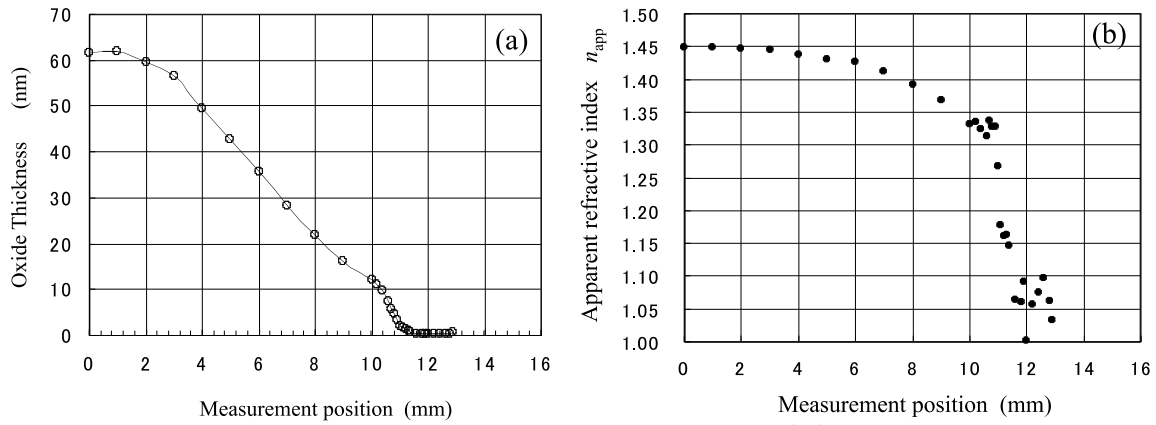 70
60
50
40
30
20
10
0
Oxide Thickness (nm)
(a)
0 2 4 6 8 10 12 14 16
Measurement position (mm)
1.50
1.45
1.40
1.35
1.30
1.25
1.20
1.15
1.10
1.05
1.00
Apparent refractive index n_app
(b)
0 2 4 6 8 10 12 14 16
Measurement position (mm)